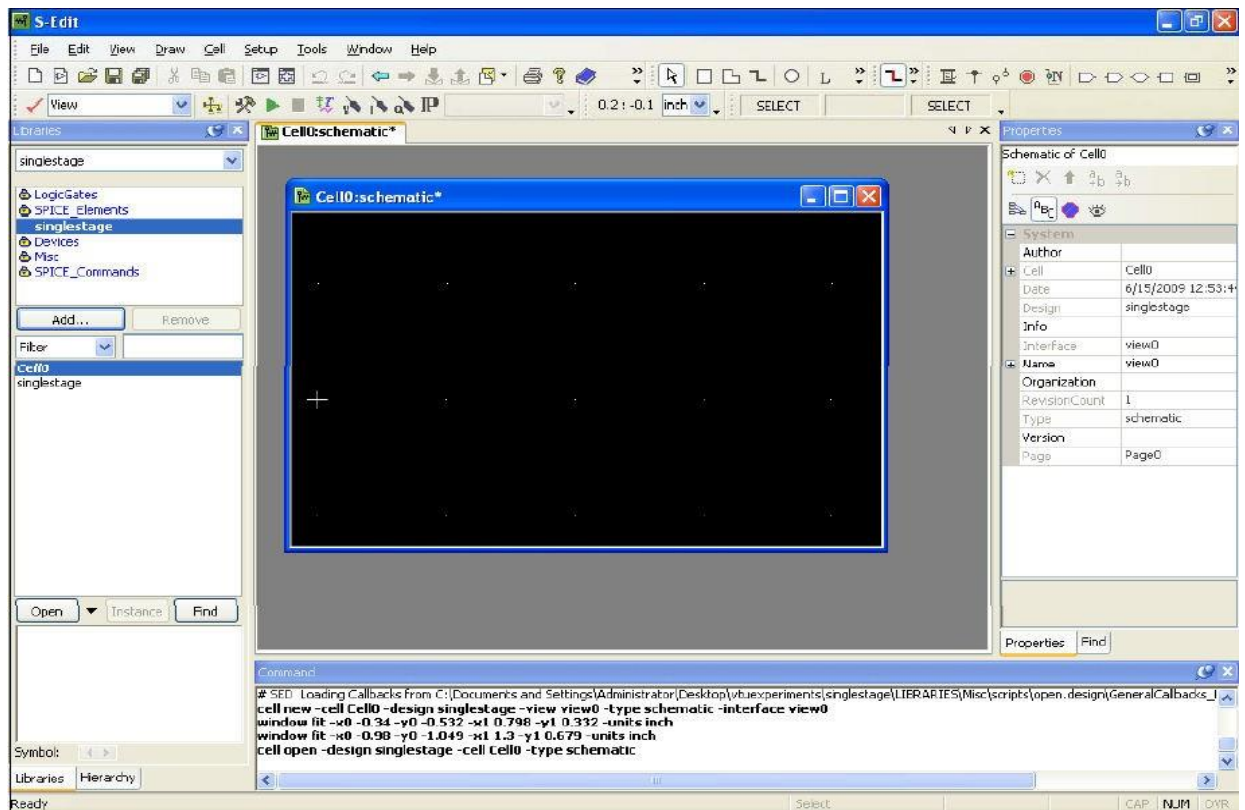 S-Edit
File Edit View Draw Cell Setup Tools Window Help
View
0.2 : -0.1 inch SELECT SELECT
Libraries
singlestage
LogicGates
SPICE_Elements
singlestage
Devices
Misc
SPICE_Commands
Add... Remove
Filter
Cell0
singlestage
Open Instance Find
Symbol:
Libraries Hierarchy
Cell0:schematic*
Cell0:schematic*
Properties
Schematic of Cell0
System
Author
Cell Cell0
Date 6/15/2009 12:53:4
Design singlestage
Info
Interface view0
Name view0
Organization
RevisionCount 1
Type schematic
Version
Page Page0
Properties Find
Command
# SED Loading Callbacks from C:\Documents and Settings\Administrator\Desktop\vtuexperiments\singlestage\LIBRARIES\Misc\scripts\open.design\GeneralCallbacks_
cell new -cell Cell0 -design singlestage -view view0 -type schematic -interface view0
window fit -x0 -0.34 -y0 -0.532 -x1 0.798 -y1 0.332 -units inch
window fit -x0 -0.98 -y0 -1.049 -x1 1.3 -y1 0.679 -units inch
cell open -design singlestage -cell Cell0 -type schematic
Ready Select CAP NUM OVR